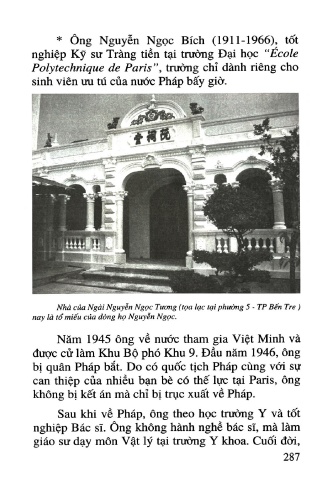 * Ông Nguyễn Ngọc Bích (1911-1966), tốt
nghiệp Kỹ sư Tràng tiền tại trường Đại học “École
Polytechnique de Paris”, trường chỉ dành riêng cho
sinh viên ưu tú của nước Pháp bấy giờ.
堂祠阮
Nhà của Ngài Nguyễn Ngọc Tương (tọa lạc tại phường 5 - TP Bến Tre )
nay là tổ miếu của dòng họ Nguyễn Ngọc.
Năm 1945 ông về nước tham gia Việt Minh và
được cử làm Khu Bộ phó Khu 9. Đầu năm 1946, ông
bị quân Pháp bắt. Do có quốc tịch Pháp cùng với sự
can thiệp của nhiều bạn bè có thế lực tại Paris, ông
không bị kết án mà chỉ bị trục xuất về Pháp.
Sau khi về Pháp, ông theo học trường Y và tốt
nghiệp Bác sĩ. Ông không hành nghề bác sĩ, mà làm
giáo sư dạy môn Vật lý tại trường Y khoa. Cuối đời,
287